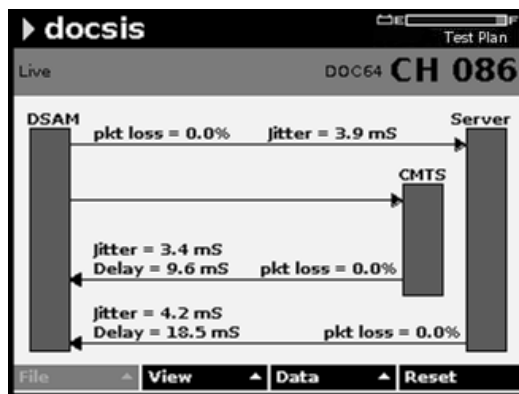 docsis
E F
Test Plan
Live DOC64 CH 086
DSAM Server
pkt loss = 0.0% Jitter = 3.9 mS
CMTS
Jitter = 3.4 mS
Delay = 9.6 mS pkt loss = 0.0%
Jitter = 4.2 mS
Delay = 18.5 mS pkt loss = 0.0%
File View Data Reset